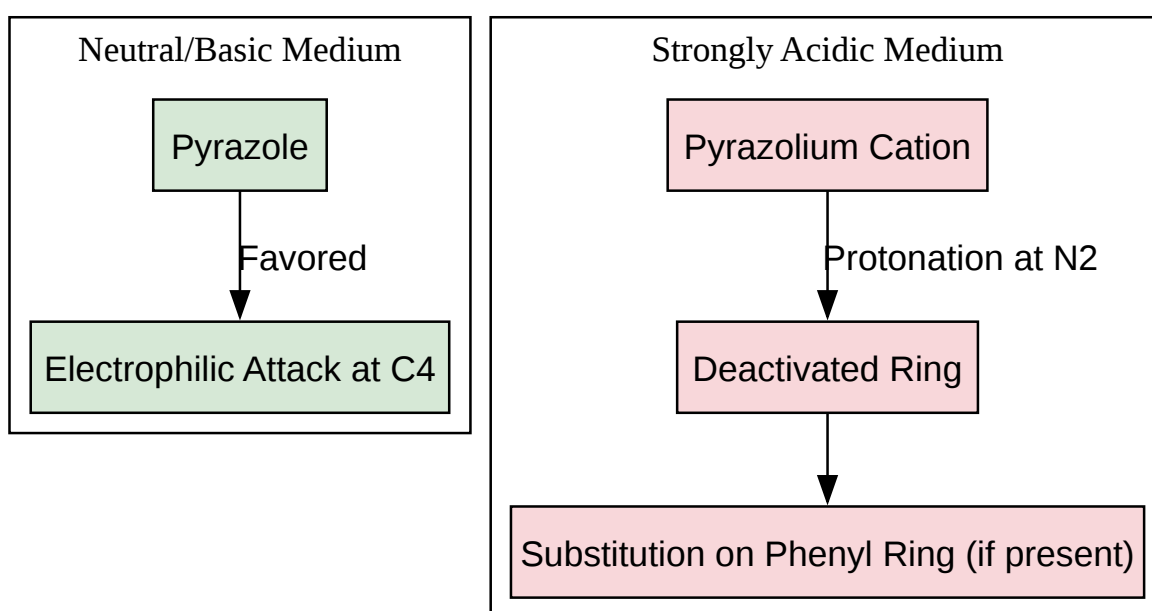 Neutral/Basic Medium
Pyrazole
Favored
Electrophilic Attack at C4
Strongly Acidic Medium
Pyrazolium Cation
Protonation at N2
Deactivated Ring
Substitution on Phenyl Ring (if present)